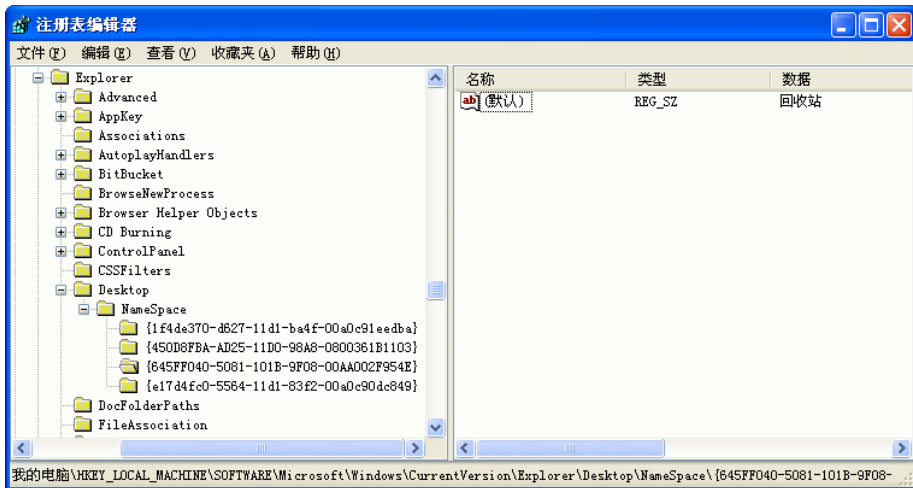 注册表编辑器
文件(F) 编辑(E) 查看(V) 收藏夹(A) 帮助(H)
Explorer
Advanced
AppKey
Associations
AutoplayHandlers
BitBucket
BrowseNewProcess
Browser Helper Objects
CD Burning
ControlPanel
CSSFilters
Desktop
NameSpace
{1f4de370-d627-11d1-ba4f-00a0c91eedba}
{450D8FBA-AD25-11D0-98A8-0800361B1103}
{645FF040-5081-101B-9F08-00AA002F954E}
{e17d4fc0-5564-11d1-83f2-00a0c90dc849}
DocFolderPaths
FileAssociation
名称 类型 数据
ab (默认) REG_SZ 回收站
我的电脑\HKEY_LOCAL_MACHINE\SOFTWARE\Microsoft\Windows\CurrentVersion\Explorer\Desktop\NameSpace\{645FF040-5081-101B-9F08-